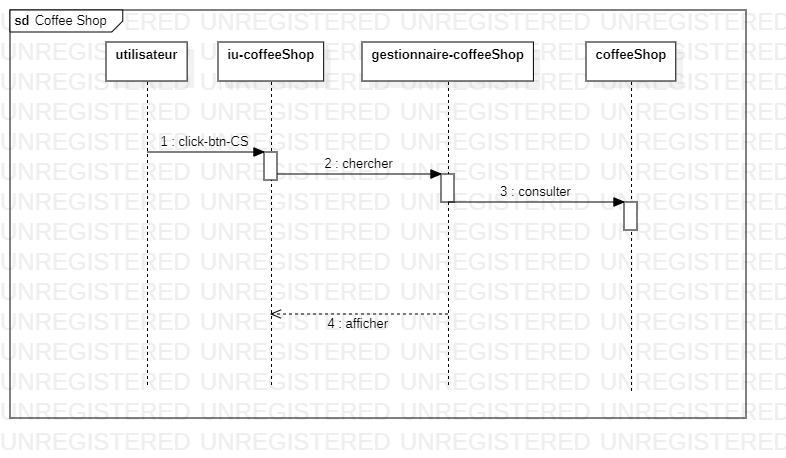 sd Coffee Shop
utilisateur
iu-coffeeShop
gestionnaire-coffeeShop
coffeeShop
1 : click-btn-CS
2 : chercher
3 : consulter
4 : afficher
UNREGISTERED UNREGISTERED UNREGISTERED UNREGISTERED